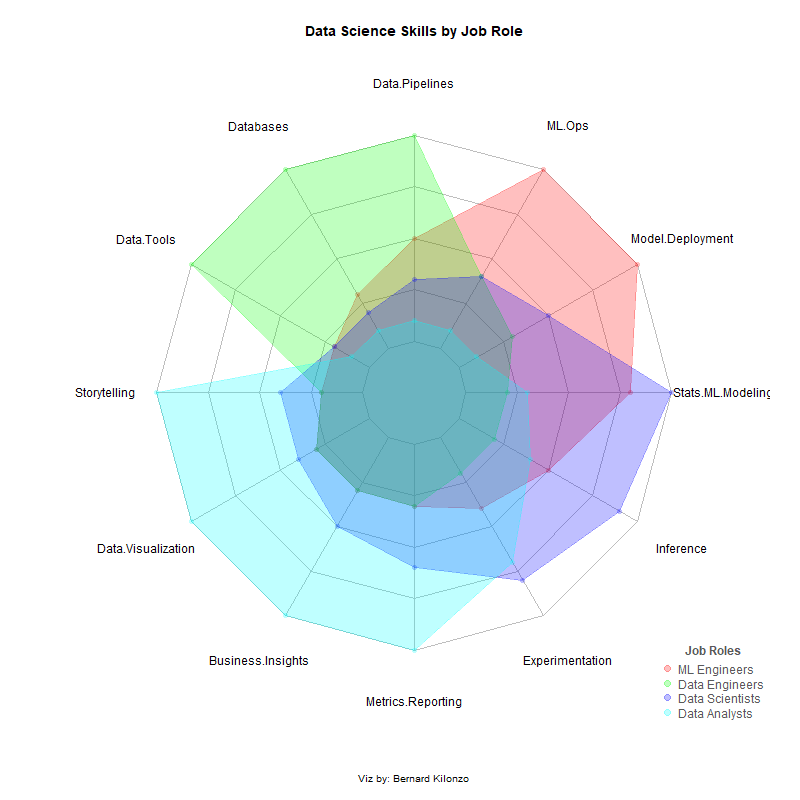 Data Science Skills by Job Role
Data.Pipelines
Databases
ML.Ops
Data.Tools
Model.Deployment
Storytelling
Stats.ML.Modeling
Data.Visualization
Inference
Business.Insights
Experimentation
Metrics.Reporting
Job Roles
ML Engineers
Data Engineers
Data Scientists
Data Analysts
Viz by: Bernard Kilonzo